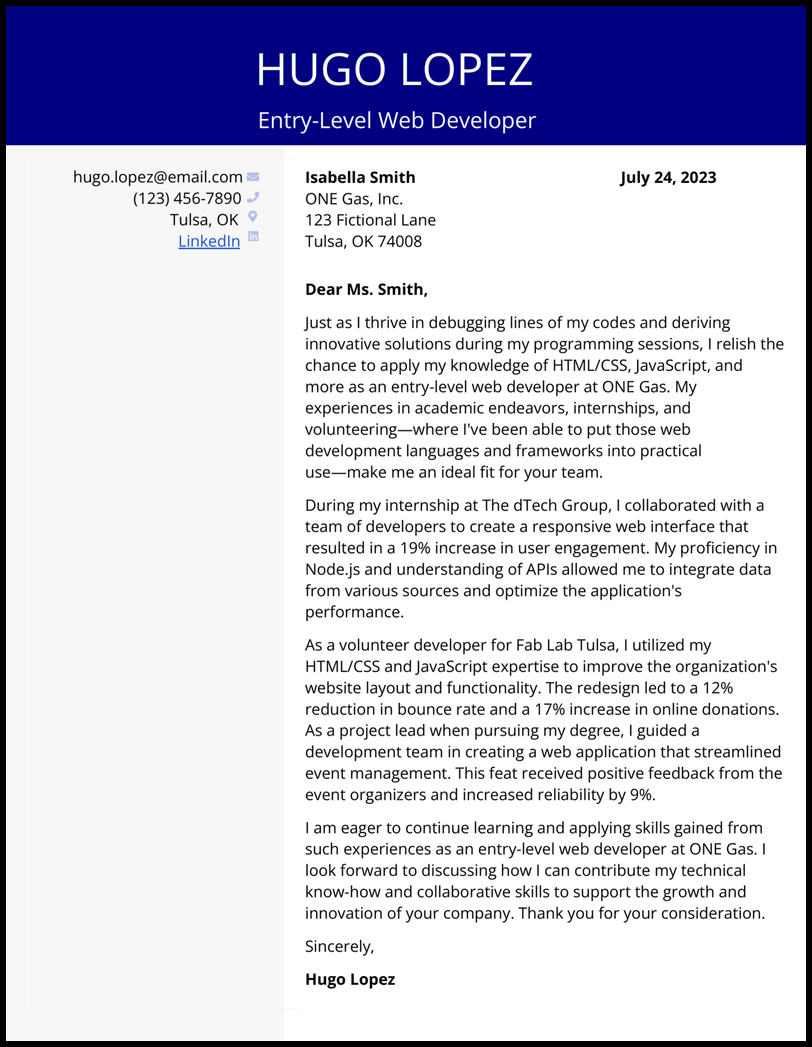 HUGO LOPEZ
Entry-Level Web Developer
hugo.lopez@email.com
(123) 456-7890
Tulsa, OK
LinkedIn
Isabella Smith
July 24, 2023
ONE Gas, Inc.
123 Fictional Lane
Tulsa, OK 74008
Dear Ms. Smith,
Just as I thrive in debugging lines of my codes and deriving
innovative solutions during my programming sessions, I relish the
chance to apply my knowledge of HTML/CSS, JavaScript, and
more as an entry-level web developer at ONE Gas. My
experiences in academic endeavors, internships, and
volunteering—where I've been able to put those web
development languages and frameworks into practical
use—make me an ideal fit for your team.
During my internship at The dTech Group, I collaborated with a
team of developers to create a responsive web interface that
resulted in a 19% increase in user engagement. My proficiency in
Node.js and understanding of APIs allowed me to integrate data
from various sources and optimize the application's
performance.
As a volunteer developer for Fab Lab Tulsa, I utilized my
HTML/CSS and JavaScript expertise to improve the organization's
website layout and functionality. The redesign led to a 12%
reduction in bounce rate and a 17% increase in online donations.
As a project lead when pursuing my degree, I guided a
development team in creating a web application that streamlined
event management. This feat received positive feedback from the
event organizers and increased reliability by 9%.
I am eager to continue learning and applying skills gained from
such experiences as an entry-level web developer at ONE Gas. I
look forward to discussing how I can contribute my technical
know-how and collaborative skills to support the growth and
innovation of your company. Thank you for your consideration.
Sincerely,
Hugo Lopez